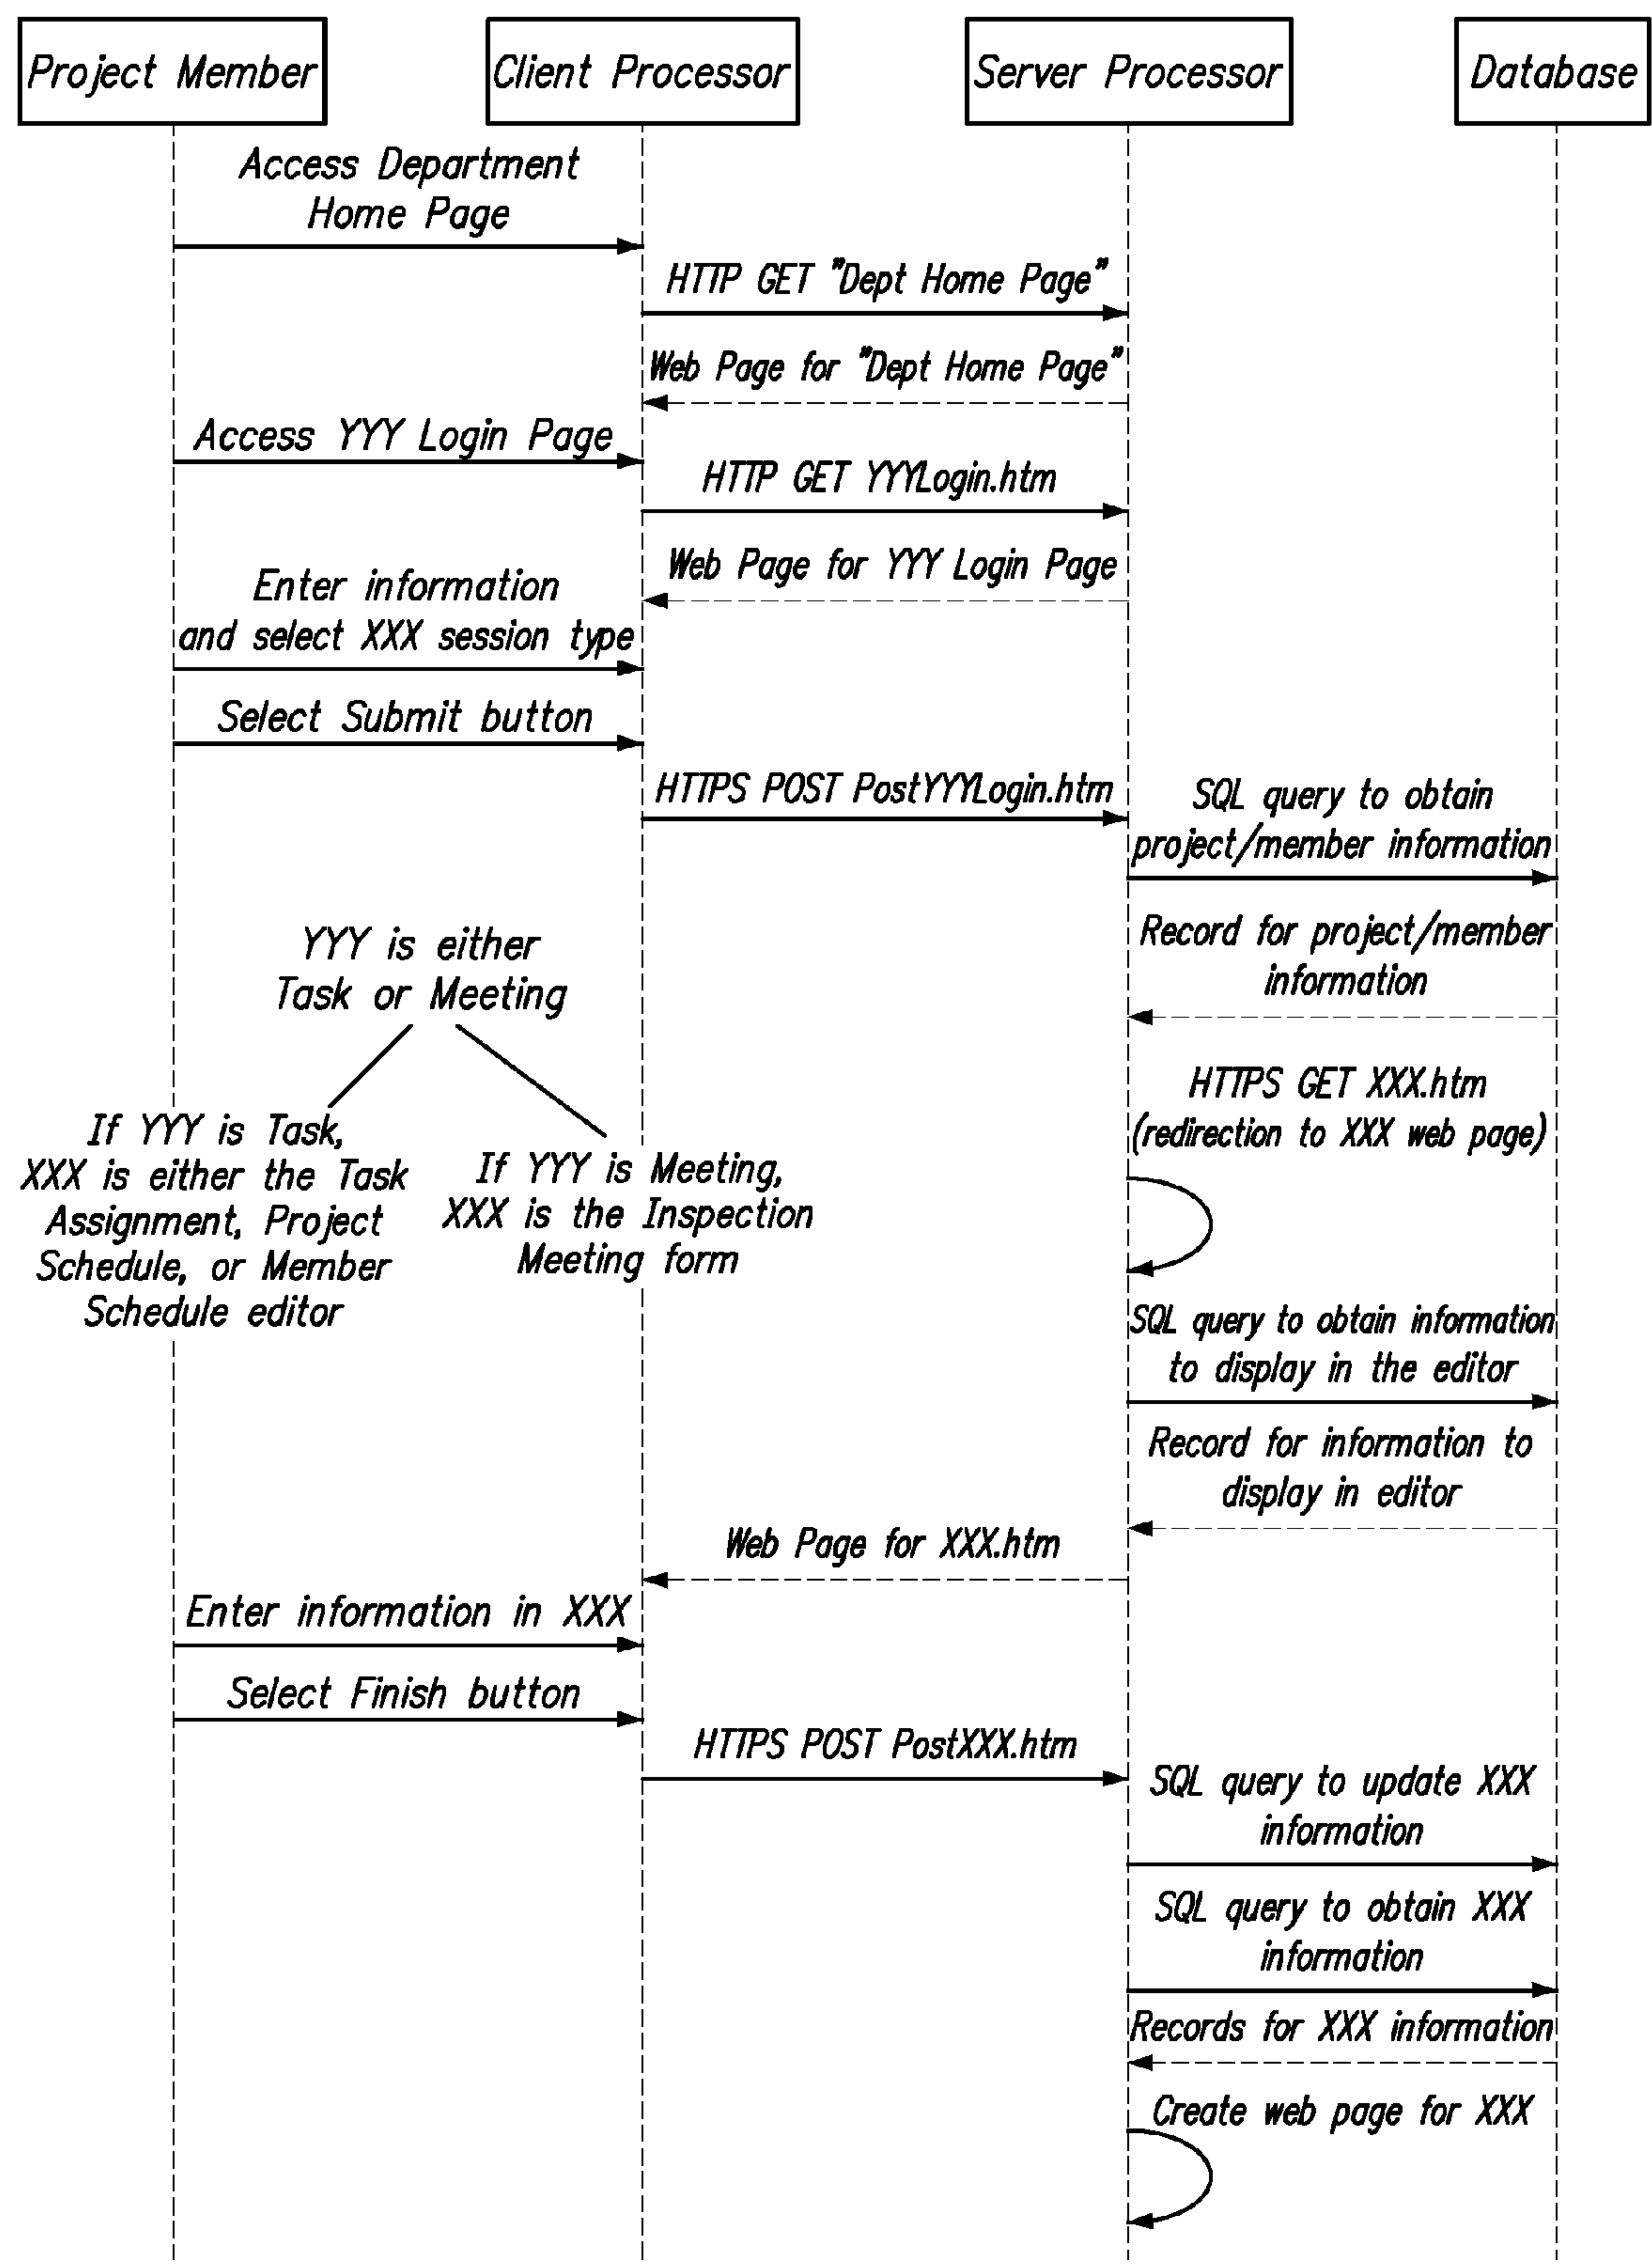 Project Member
Client Processor
Server Processor
Database
Access Department
Home Page
HTTP GET "Dept Home Page"
Web Page for "Dept Home Page"
Access YYY Login Page
HTTP GET YYYLogin.htm
Web Page for YYY Login Page
Enter information
and select XXX session type
Select Submit button
HTTPS POST PostYYYLogin.htm
SQL query to obtain
project/member information
Record for project/member
information
YYY is either
Task or Meeting
If YYY is Task,
XXX is either the Task
Assignment, Project
Schedule, or Member
Schedule editor
If YYY is Meeting,
XXX is the Inspection
Meeting form
HTTPS GET XXX.htm
(redirection to XXX web page)
SQL query to obtain information
to display in the editor
Record for information to
display in editor
Web Page for XXX.htm
Enter information in XXX
Select Finish button
HTTPS POST PostXXX.htm
SQL query to update XXX
information
SQL query to obtain XXX
information
Records for XXX information
Create web page for XXX